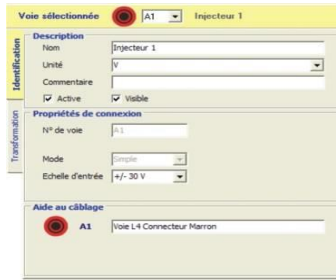 Voie sélectionnée A1 Injecteur 1
Identification
Transformation
Description
Nom Injecteur 1
Unité V
Commentaire
Active Visible
Propriétés de connexion
N° de voie A1
Mode Simple
Echelle d'entrée +/- 30 V
Aide au câblage
A1 Voie L4 Connecteur Marron